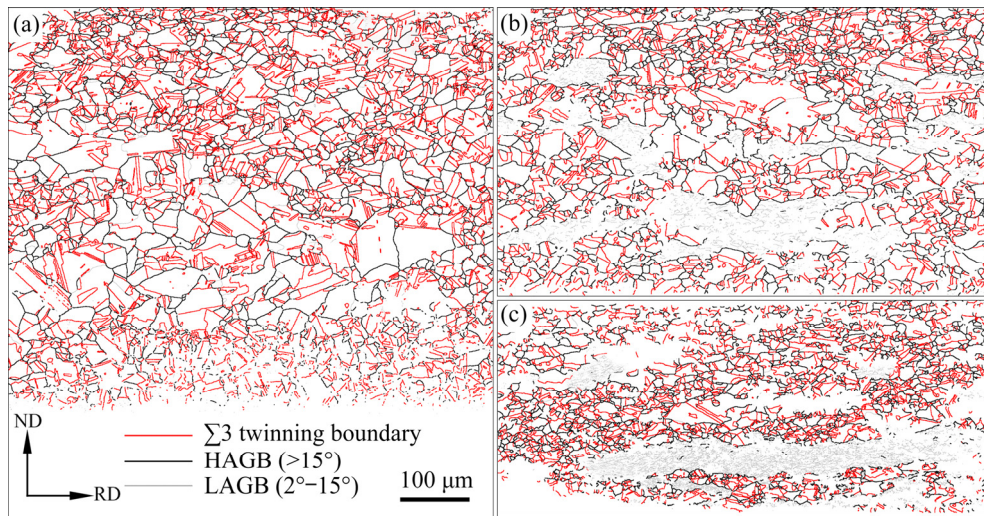 (a)
(b)
(c)
ND
RD
∑3 twinning boundary
HAGB (>15°)
LAGB (2°−15°)
100 μm